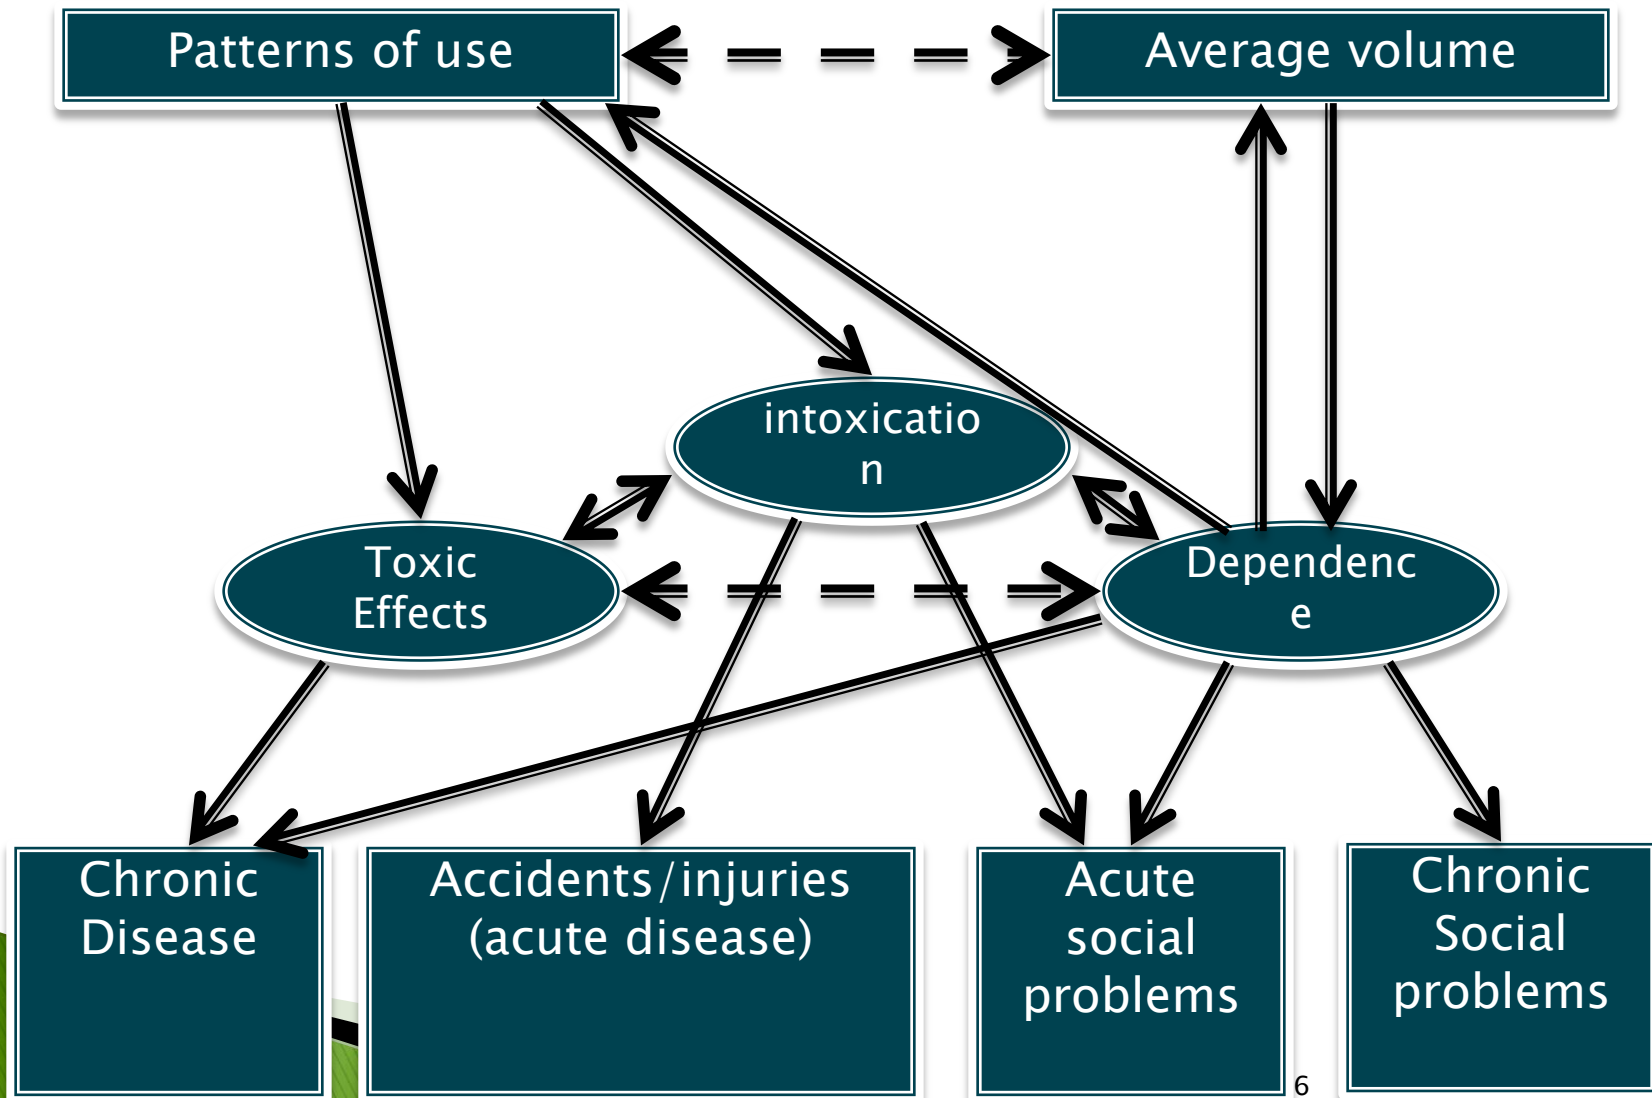 Patterns of use
Average volume
intoxicatio
n
Toxic
Effects
Dependenc
e
Chronic
Disease
Accidents/injuries
(acute disease)
Acute
social
problems
Chronic
Social
problems
6